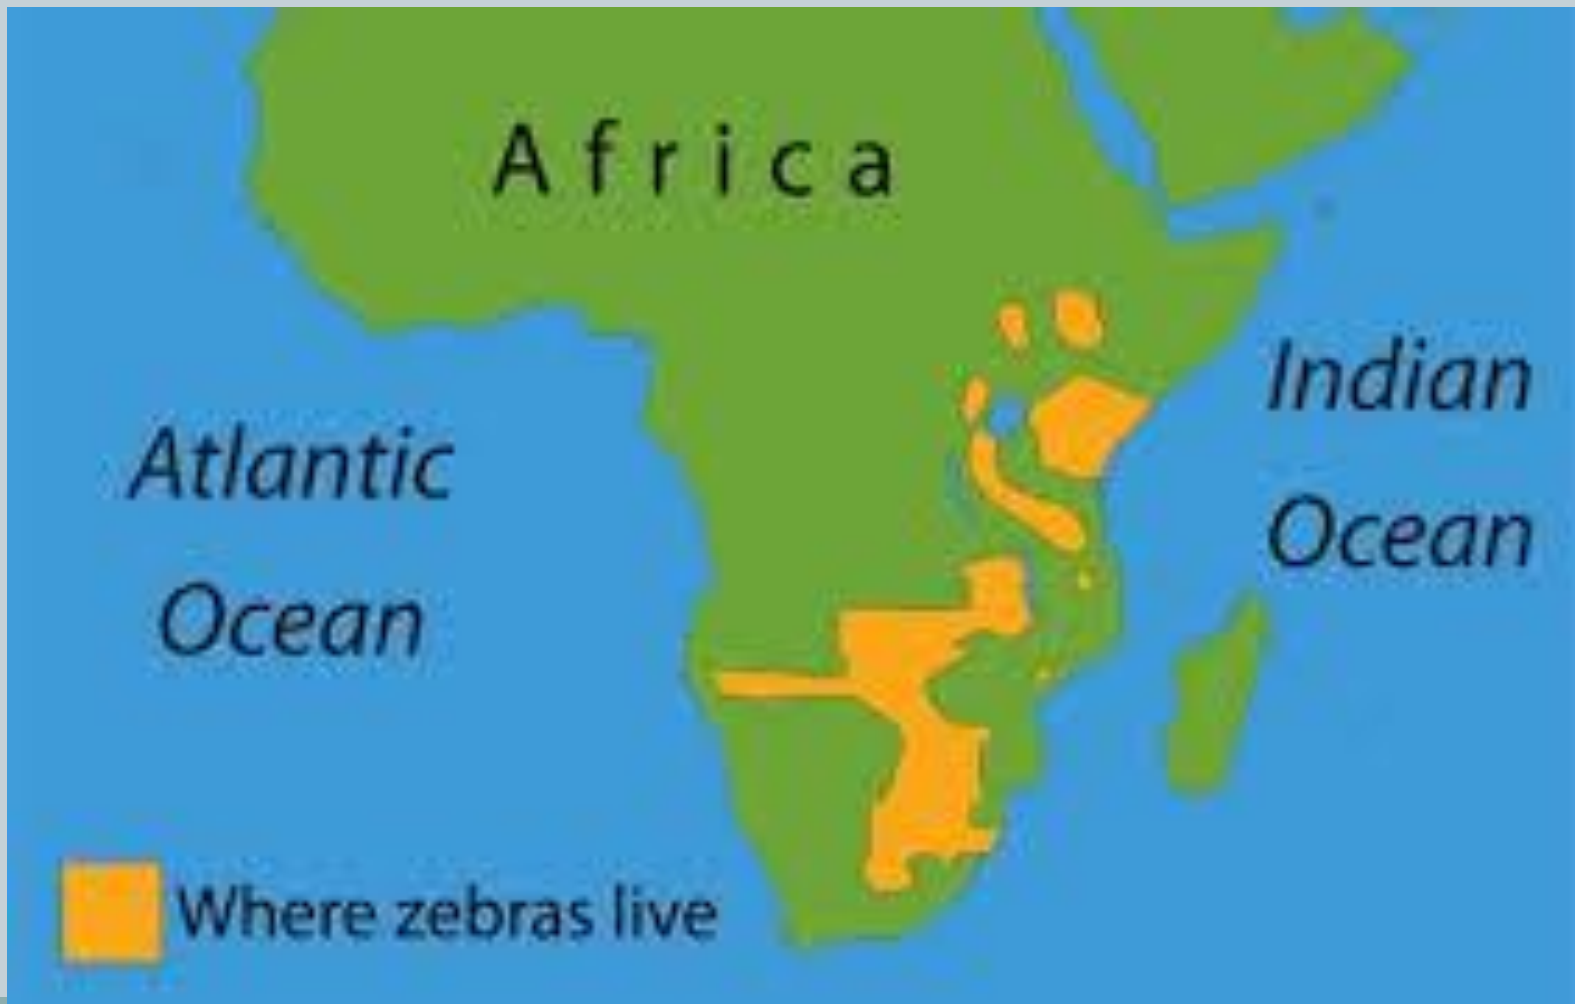 Africa
Atlantic
Ocean
Indian
Ocean
Where zebras live